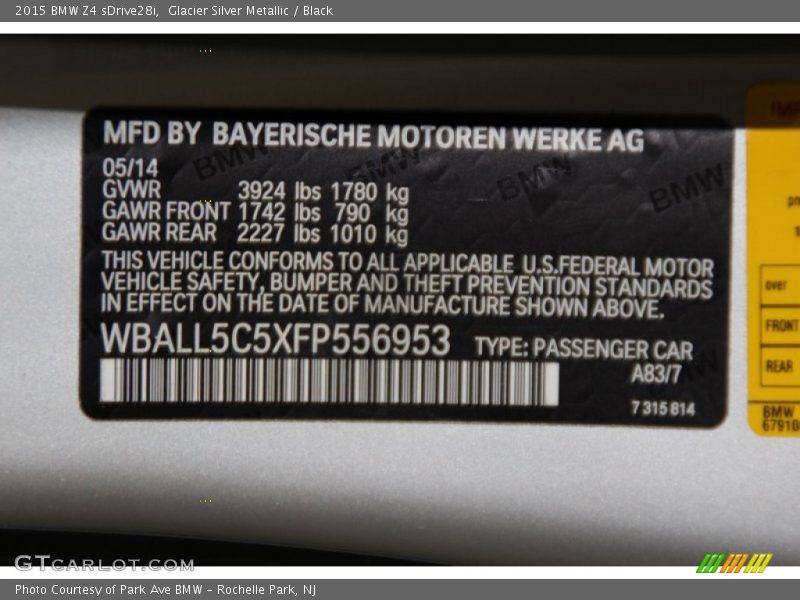 2015 BMW Z4 sDrive28i,  Glacier Silver Metallic / Black
MFD BY BAYERISCHE MOTOREN WERKE AG
05/14
GVWR 3924 lbs 1780 kg
GAWR FRONT 1742 lbs 790 kg
GAWR REAR 2227 lbs 1010 kg
THIS VEHICLE CONFORMS TO ALL APPLICABLE U.S.FEDERAL MOTOR
VEHICLE SAFETY, BUMPER AND THEFT PREVENTION STANDARDS
IN EFFECT ON THE DATE OF MANUFACTURE SHOWN ABOVE.
WBALL5C5XFP556953 TYPE: PASSENGER CAR
A83/7
7 315 814
BMW BMW BMW BMW
over
FRONT
REAR
BMW
GTCARLOT.COM
Photo Courtesy of Park Ave BMW - Rochelle Park, NJ